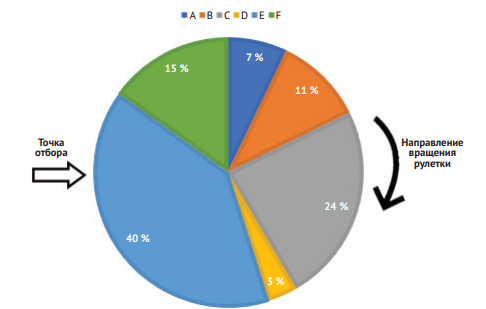 A B C D E F
7 %
11 %
24 %
3 %
40 %
15 %
Точка
отбора
Направление
вращения
рулетки